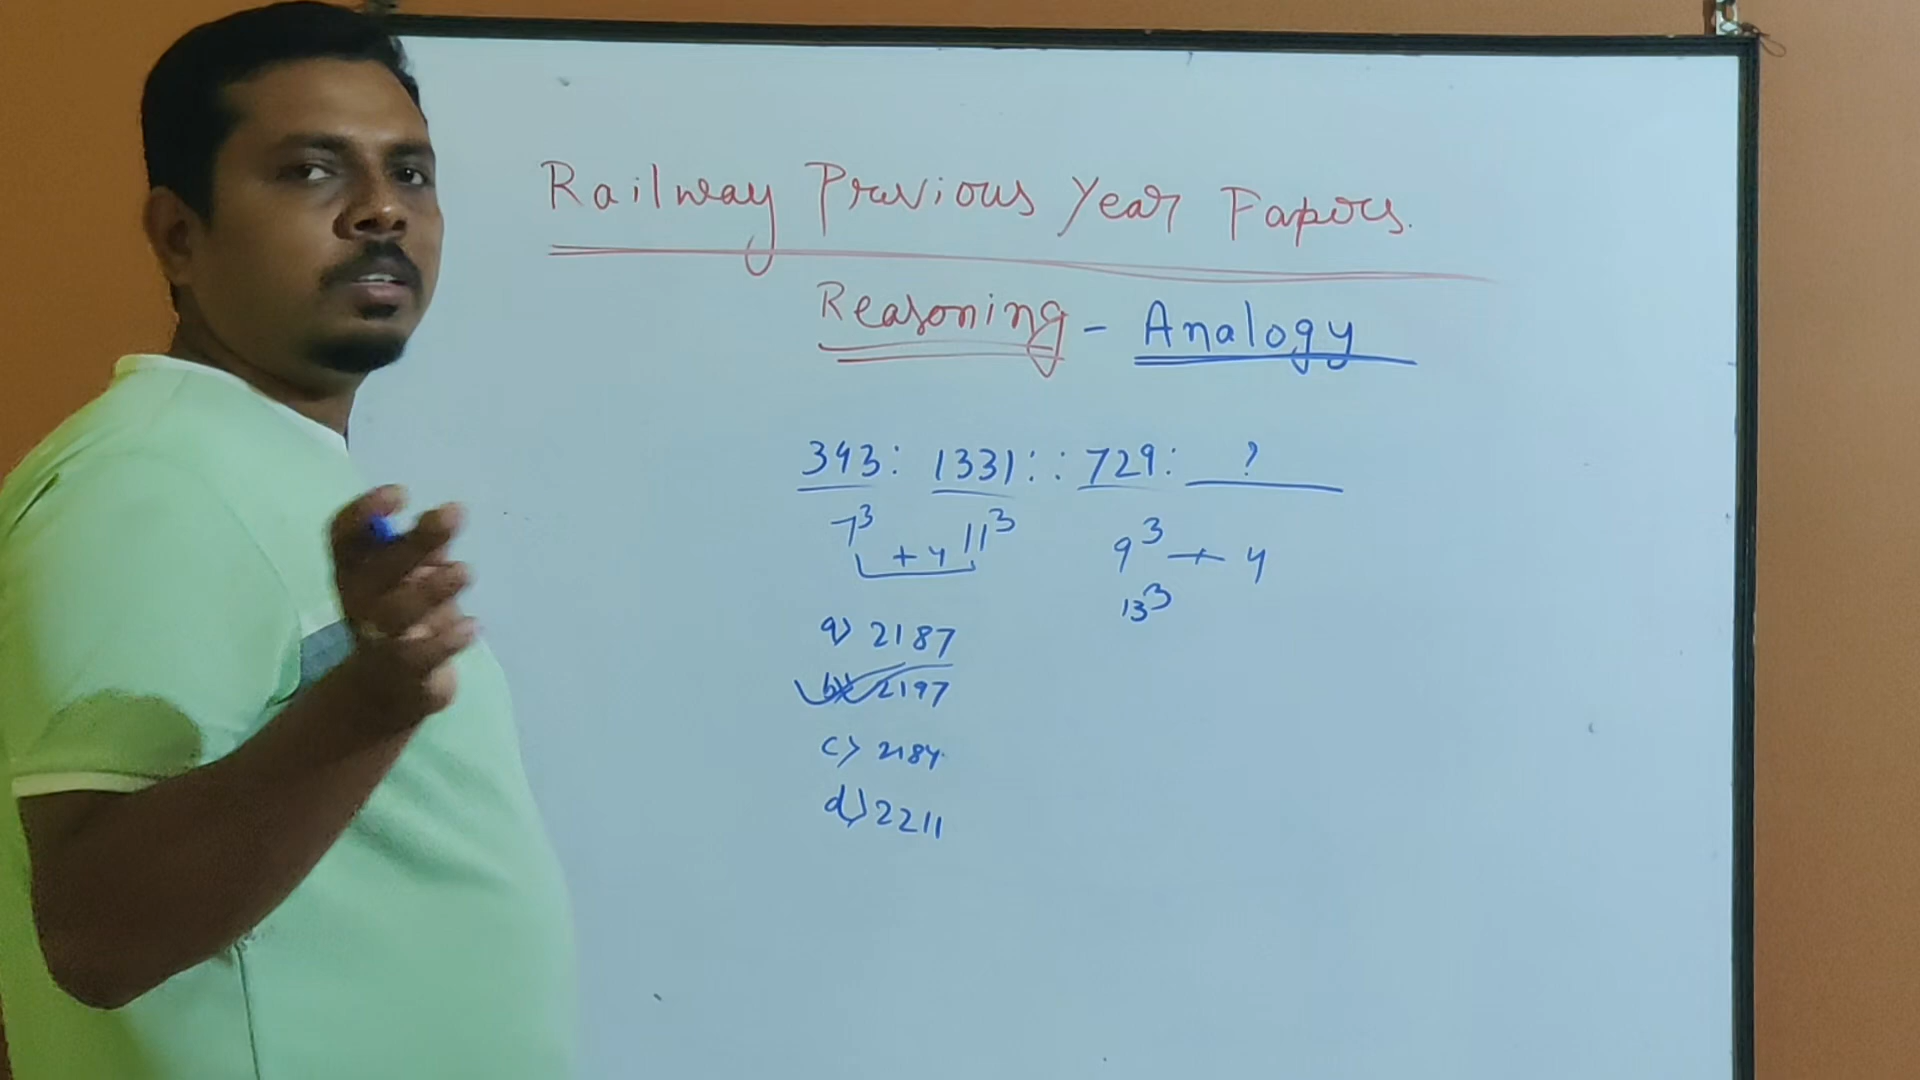 Railway Previous Year Papers.
Reasoning - Analogy
343 : 1331 : : 729 : ?
7³ + 4 11³ 9³ + 4
13³
a) 2187
b) 2197
c) 2184.
d) 2211